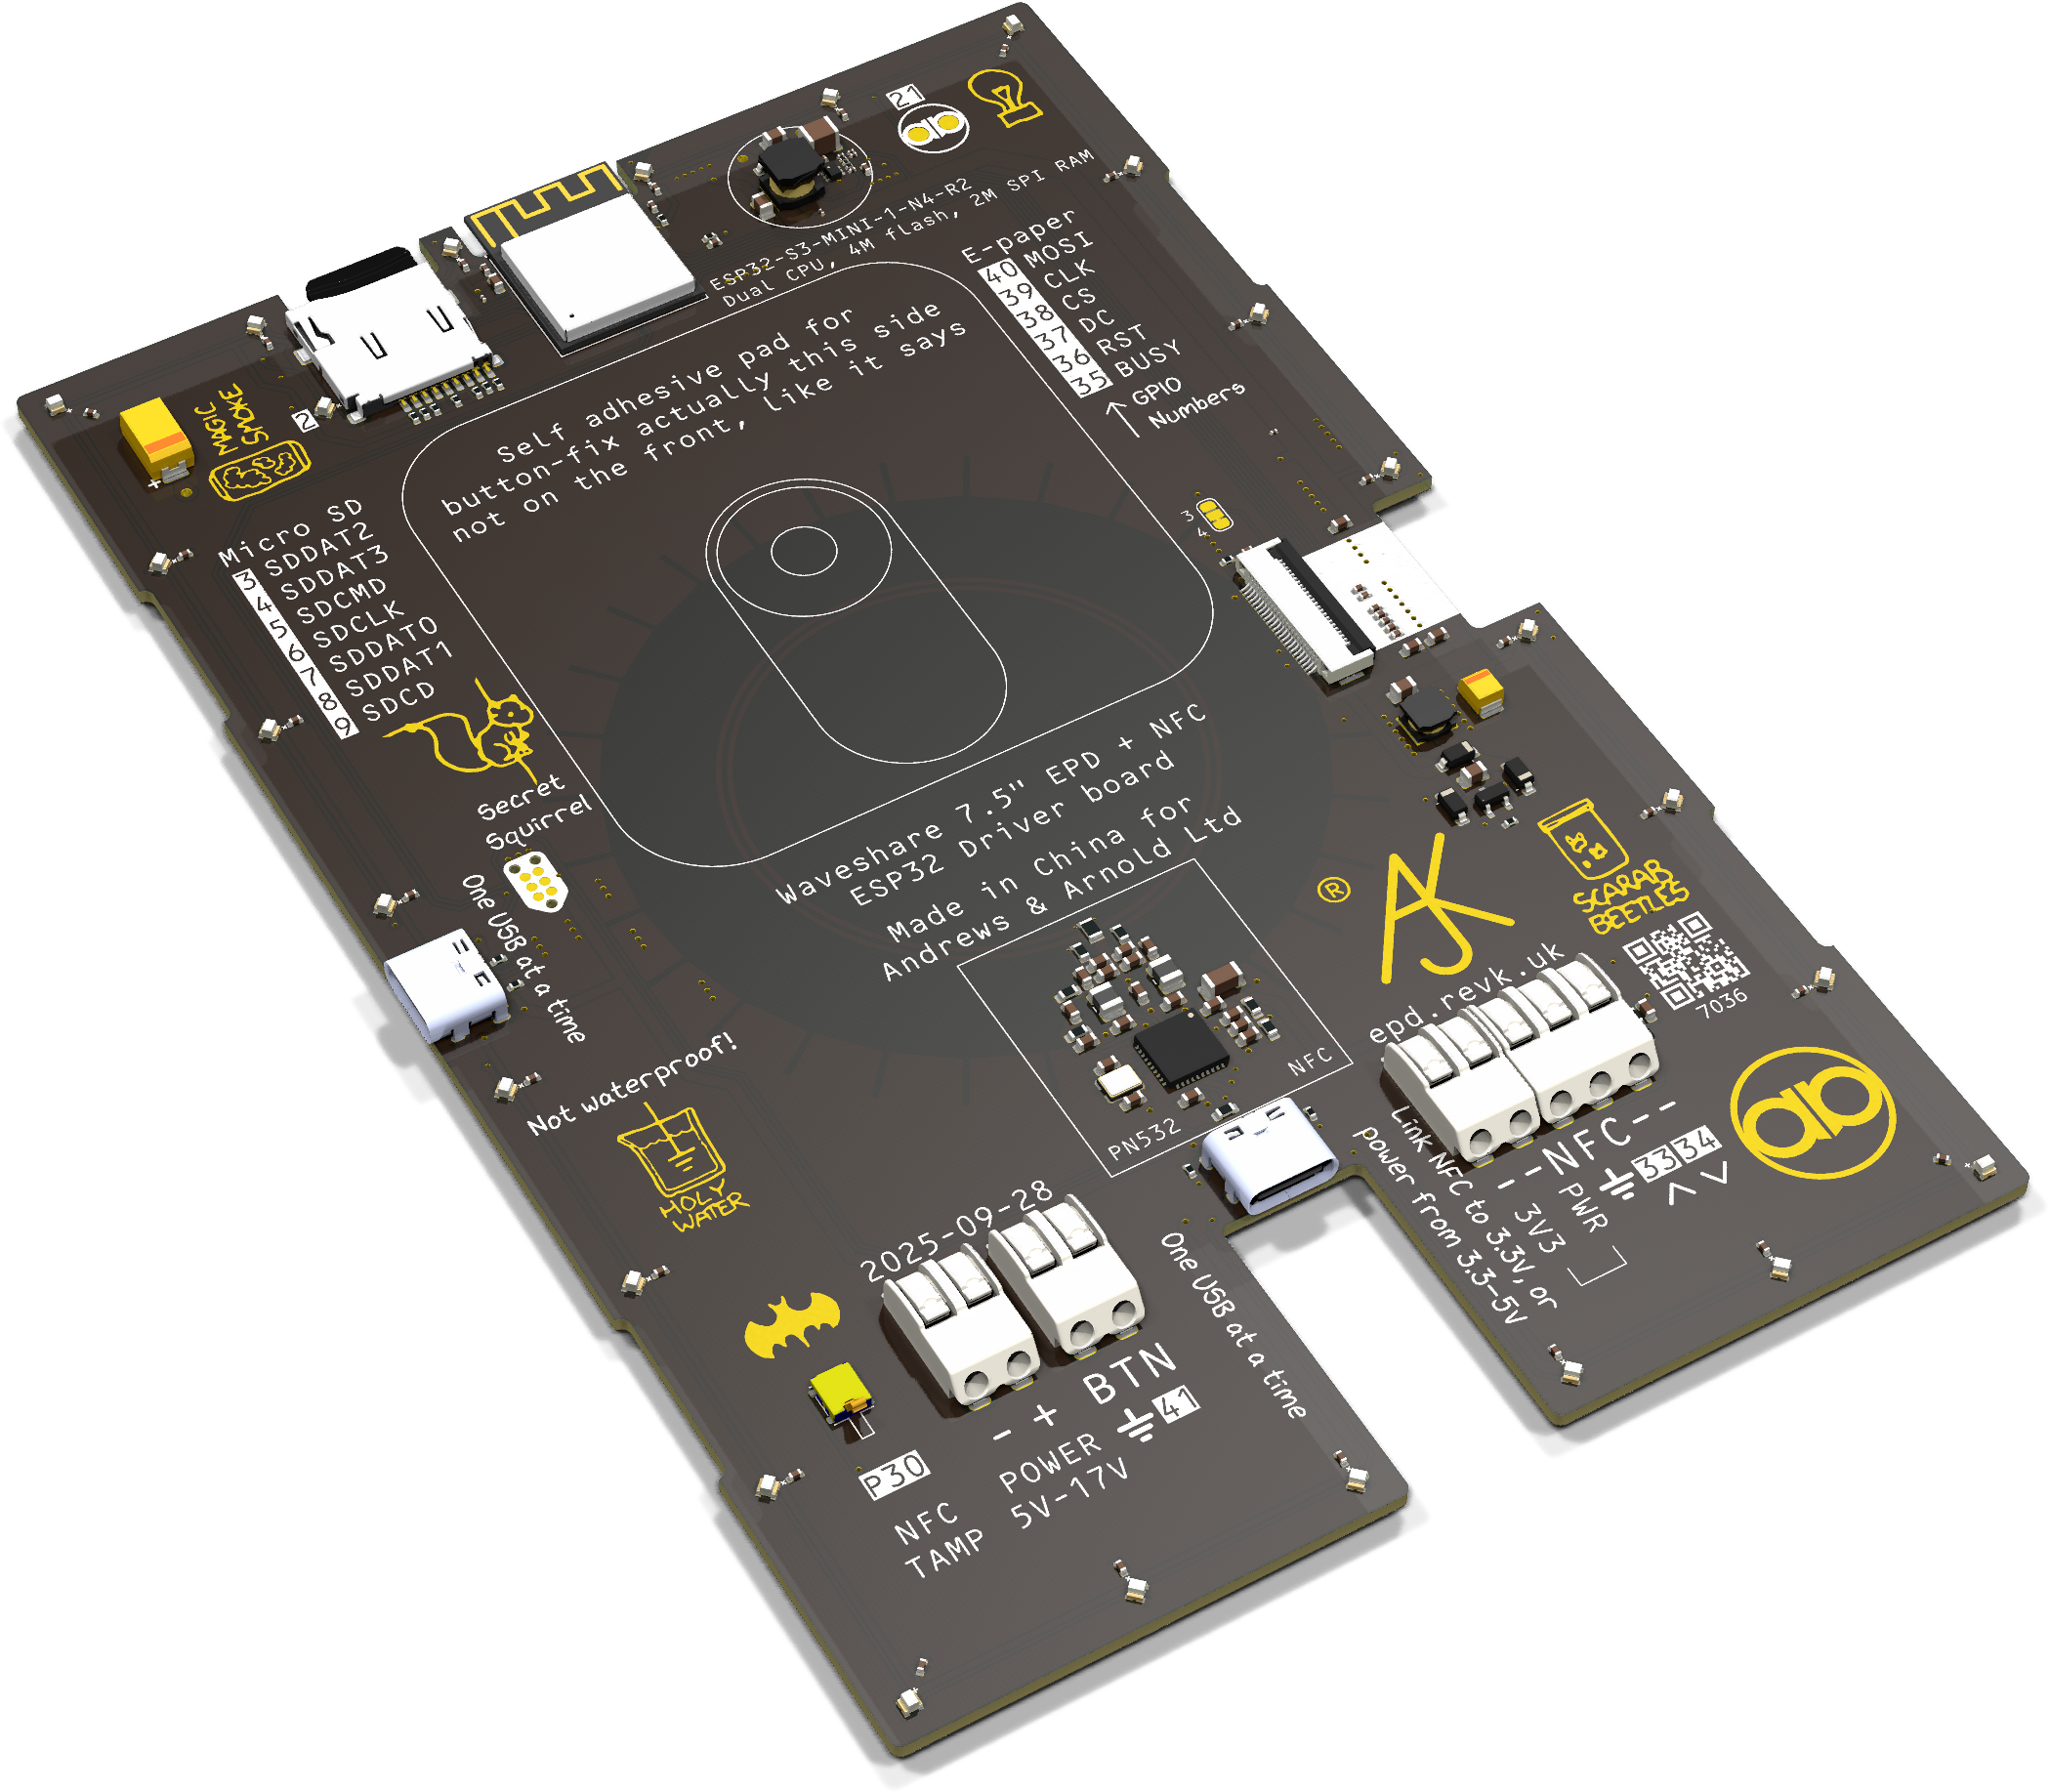 21
ESP32-S3-MINI-1-N4-R2
Dual CPU, 4M flash, 2M SPI RAM
E-paper
40 MOSI
39 CLK
38 CS
37 DC
36 RST
35 BUSY
↑ GPIO
Numbers
Self adhesive pad for
button-fix actually this side
not on the front, like it says
MAGIC
SMOKE
2
+
Micro SD
3 SDDAT2
4 SDDAT3
5 SDCMD
6 SDCLK
7 SDDAT0
8 SDDAT1
9 SDCD
3
4
Secret
Squirrel
One USB at a time
Waveshare 7.5" EPD + NFC
ESP32 Driver board
Made in China for
Andrews & Arnold Ltd
®
AJK
SCARAB
BEETLES
7036
epd.revk.uk
PN532
NFC
Not waterproof!
HOLY
WATER
--NFC--
3V3
PWR
33 34
Link NFC to 3.3v, or
power from 3.3-5V
2025-09-28
One USB at a time
- + BTN
41
POWER
5V-17V
P30
NFC
TAMP